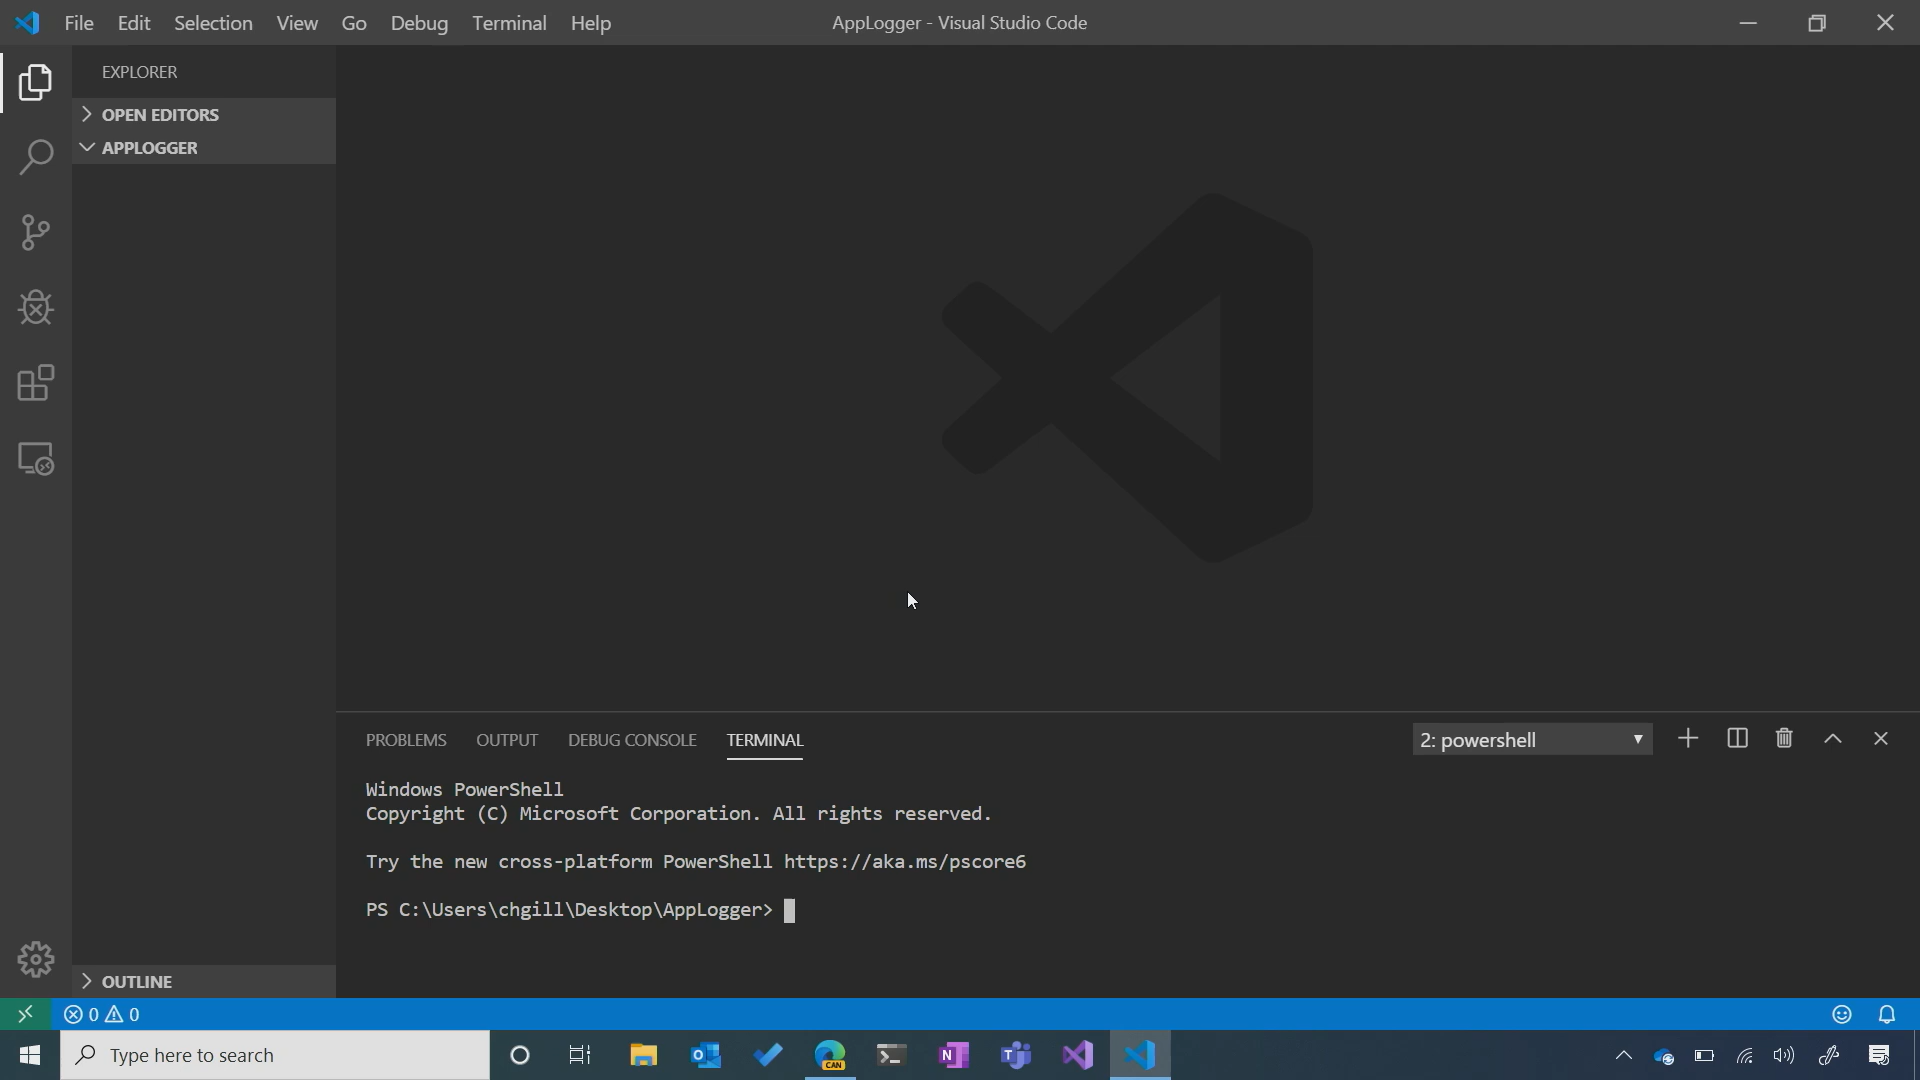 File Edit Selection View Go Debug Terminal Help
AppLogger - Visual Studio Code
EXPLORER
OPEN EDITORS
APPLOGGER
PROBLEMS OUTPUT DEBUG CONSOLE TERMINAL
2: powershell
Windows PowerShell
Copyright (C) Microsoft Corporation. All rights reserved.
Try the new cross-platform PowerShell https://aka.ms/pscore6
PS C:\Users\chgill\Desktop\AppLogger>
OUTLINE
0 0
Type here to search
CAN